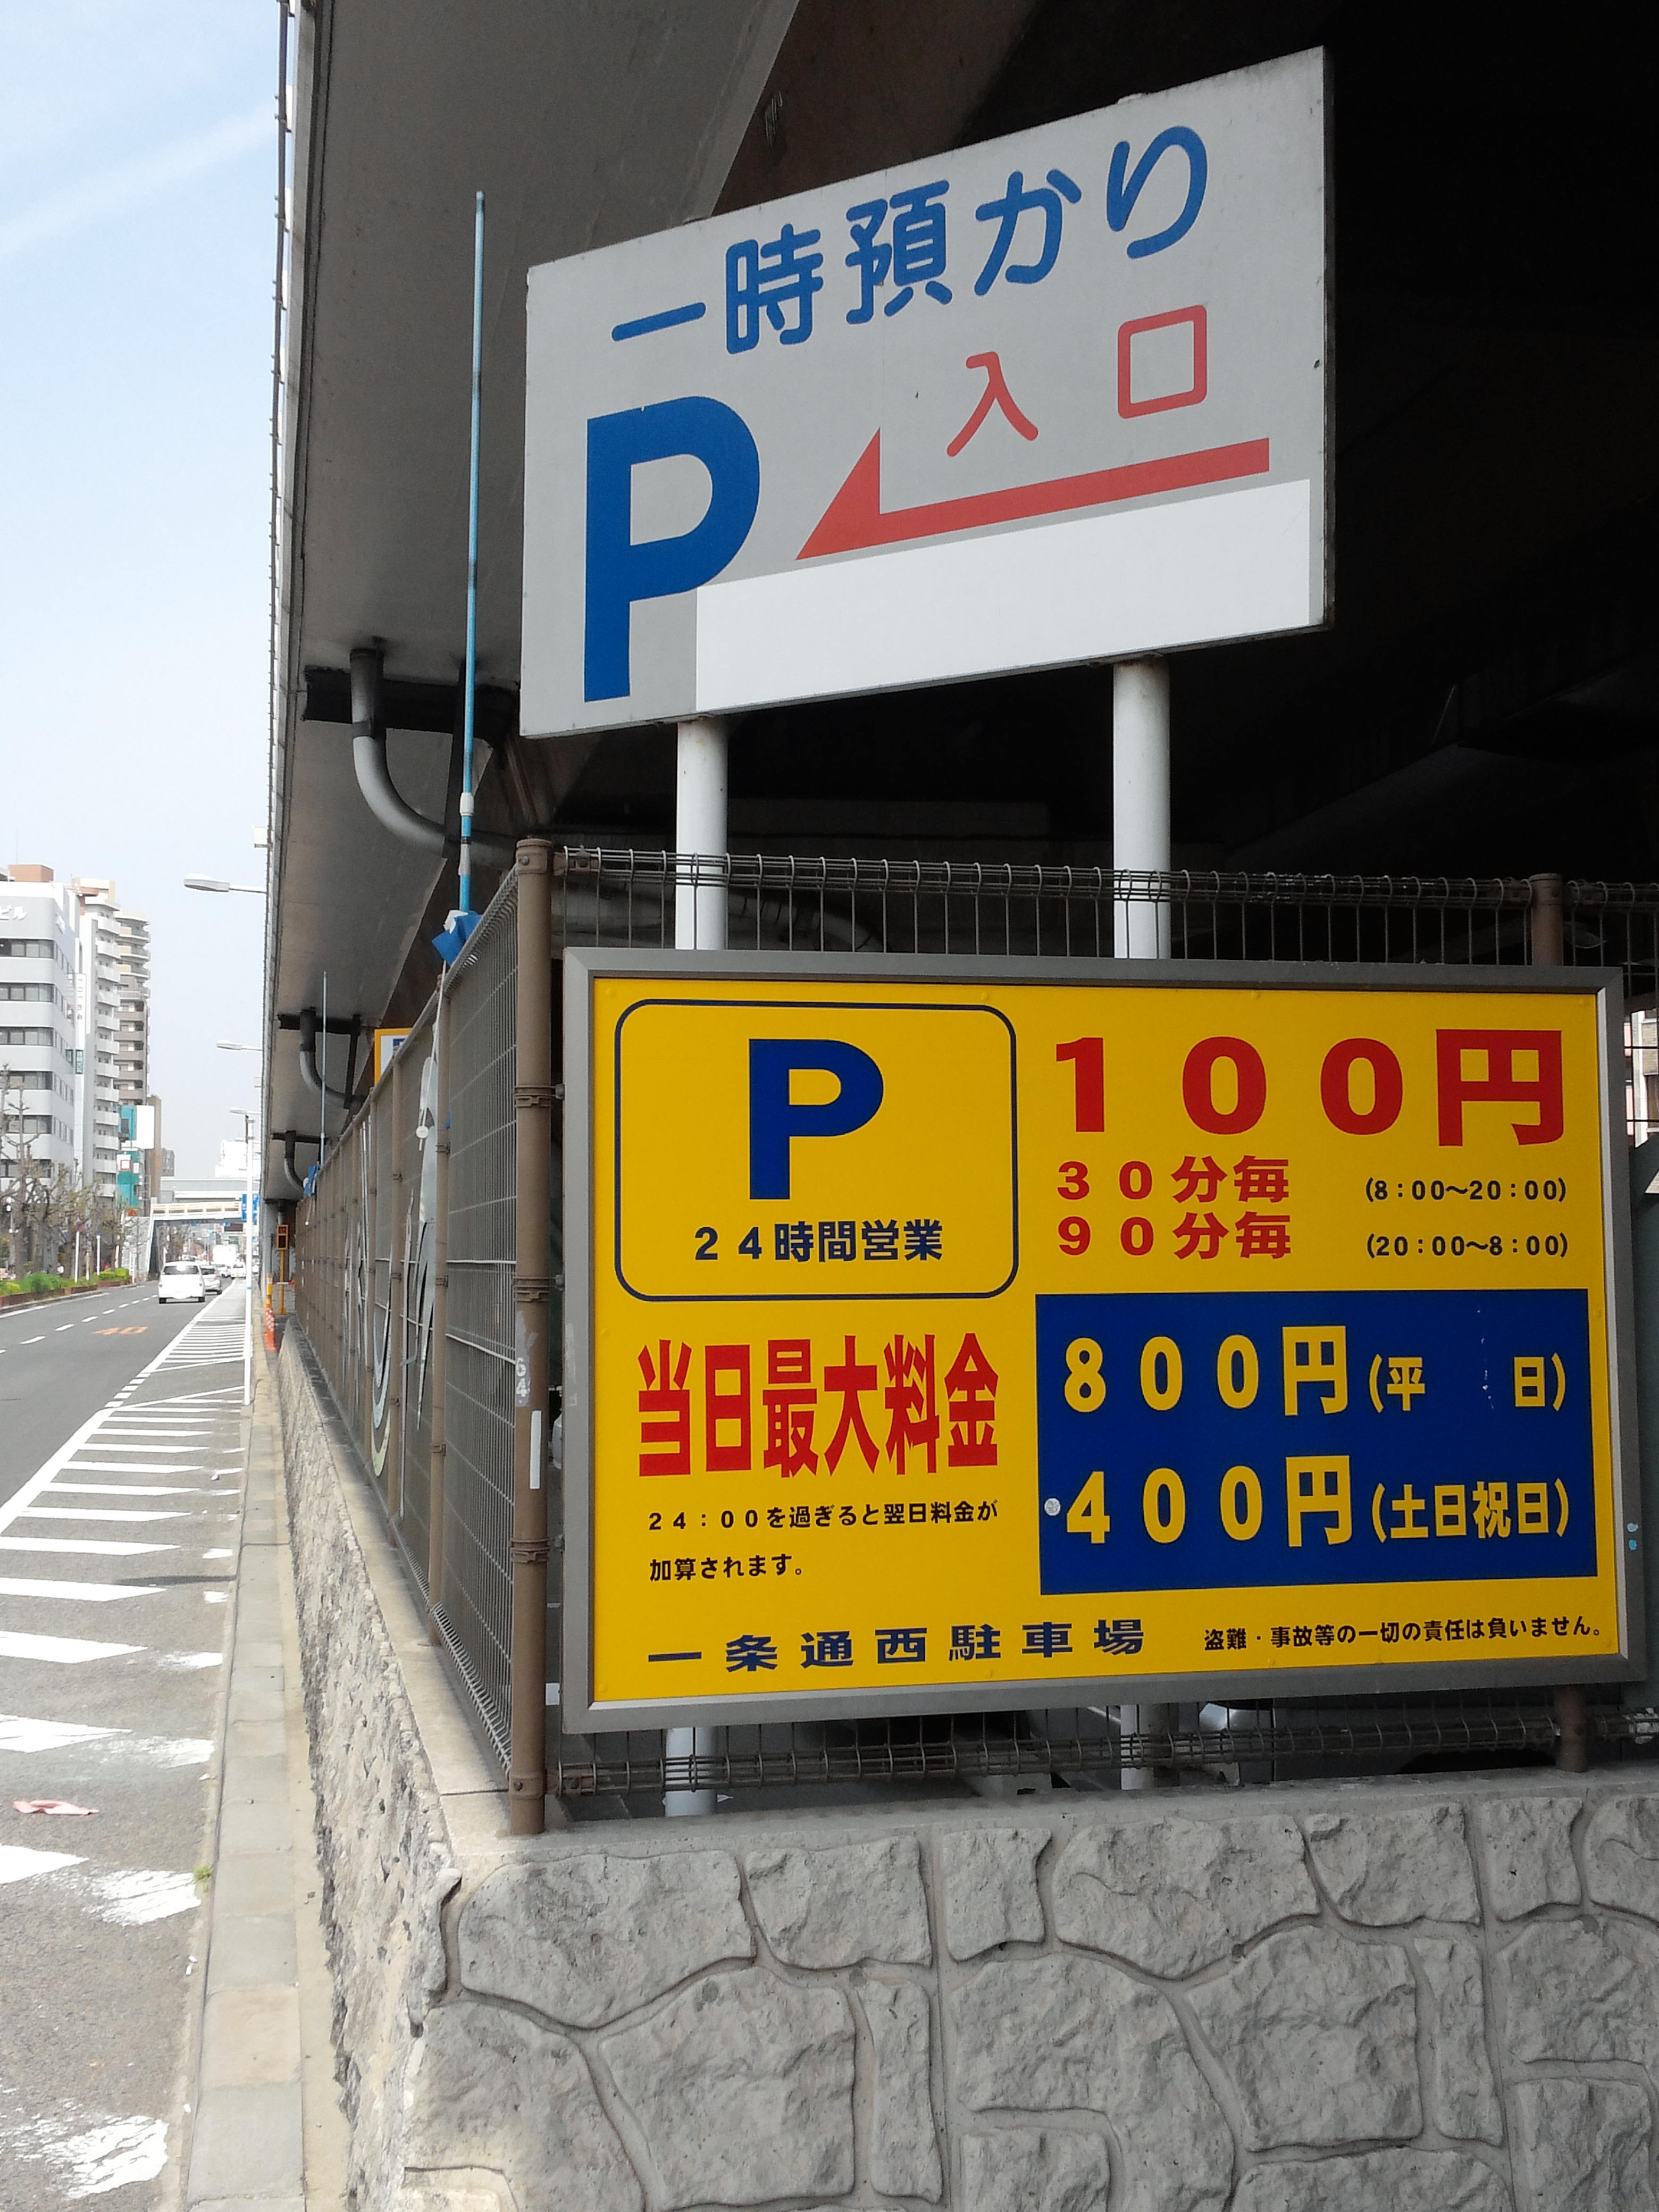 一時預かり
入口
P
P
24時間営業
100円
30分毎 (8:00〜20:00)
90分毎 (20:00〜8:00)
当日最大料金
800円(平 日)
400円(土日祝日)
24:00を過ぎると翌日料金が
加算されます。
一条通西駐車場 盗難・事故等の一切の責任は負いません。
64
40
ビル